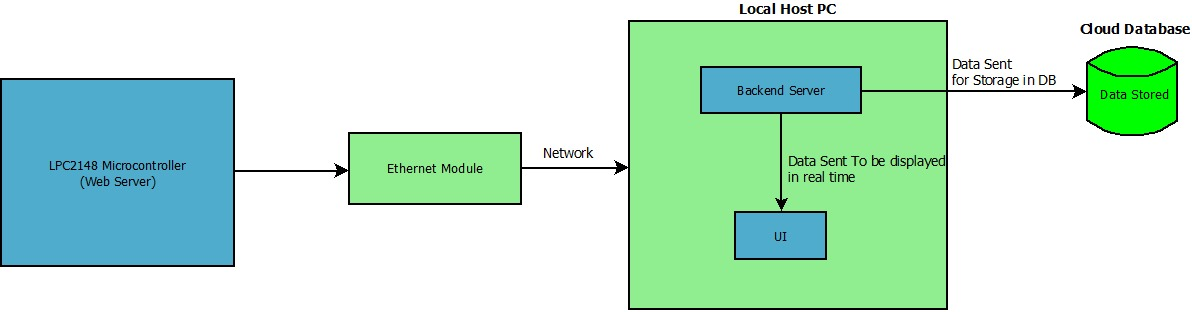 Local Host PC
Cloud Database
Data Sent
for Storage in DB
Backend Server
Data Stored
LPC2148 Microcontroller
(Web Server)
Ethernet Module
Network
Data Sent To be displayed
in real time
UI